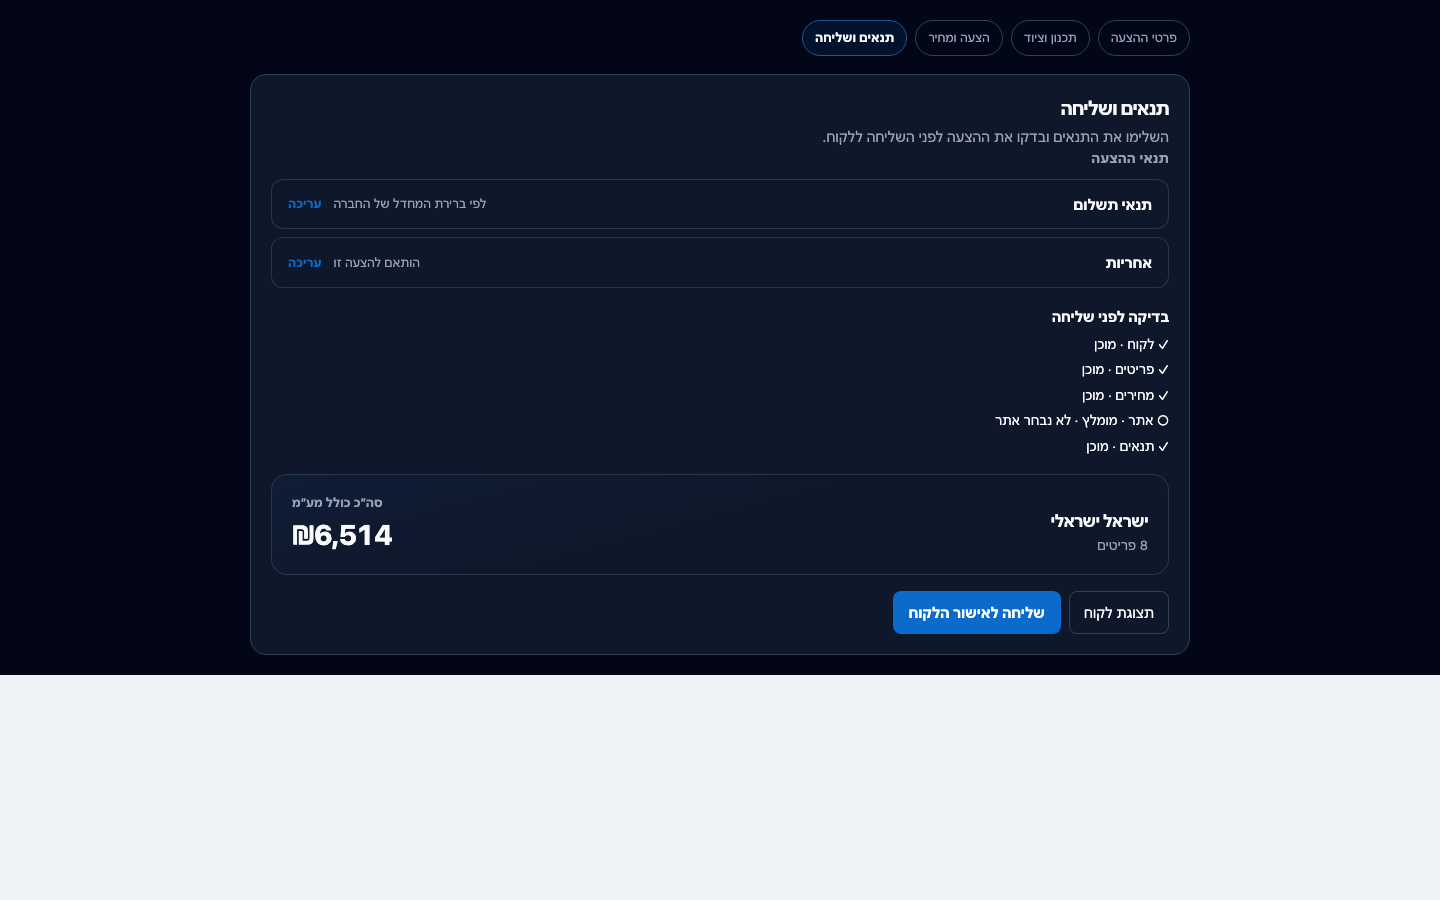 פרטי ההצעה
תכנון וציוד
הצעה ומחיר
תנאים ושליחה
תנאים ושליחה
השלימו את התנאים ובדקו את ההצעה לפני השליחה ללקוח.
תנאי ההצעה
תנאי תשלום
לפי ברירת המחדל של החברה
עריכה
אחריות
הותאם להצעה זו
עריכה
בדיקה לפני שליחה
✓ לקוח · מוכן
✓ פריטים · מוכן
✓ מחירים · מוכן
○ אתר · מומלץ · לא נבחר אתר
✓ תנאים · מוכן
ישראל ישראלי
8 פריטים
סה״כ כולל מע״מ
₪6,514
תצוגת לקוח
שליחה לאישור הלקוח